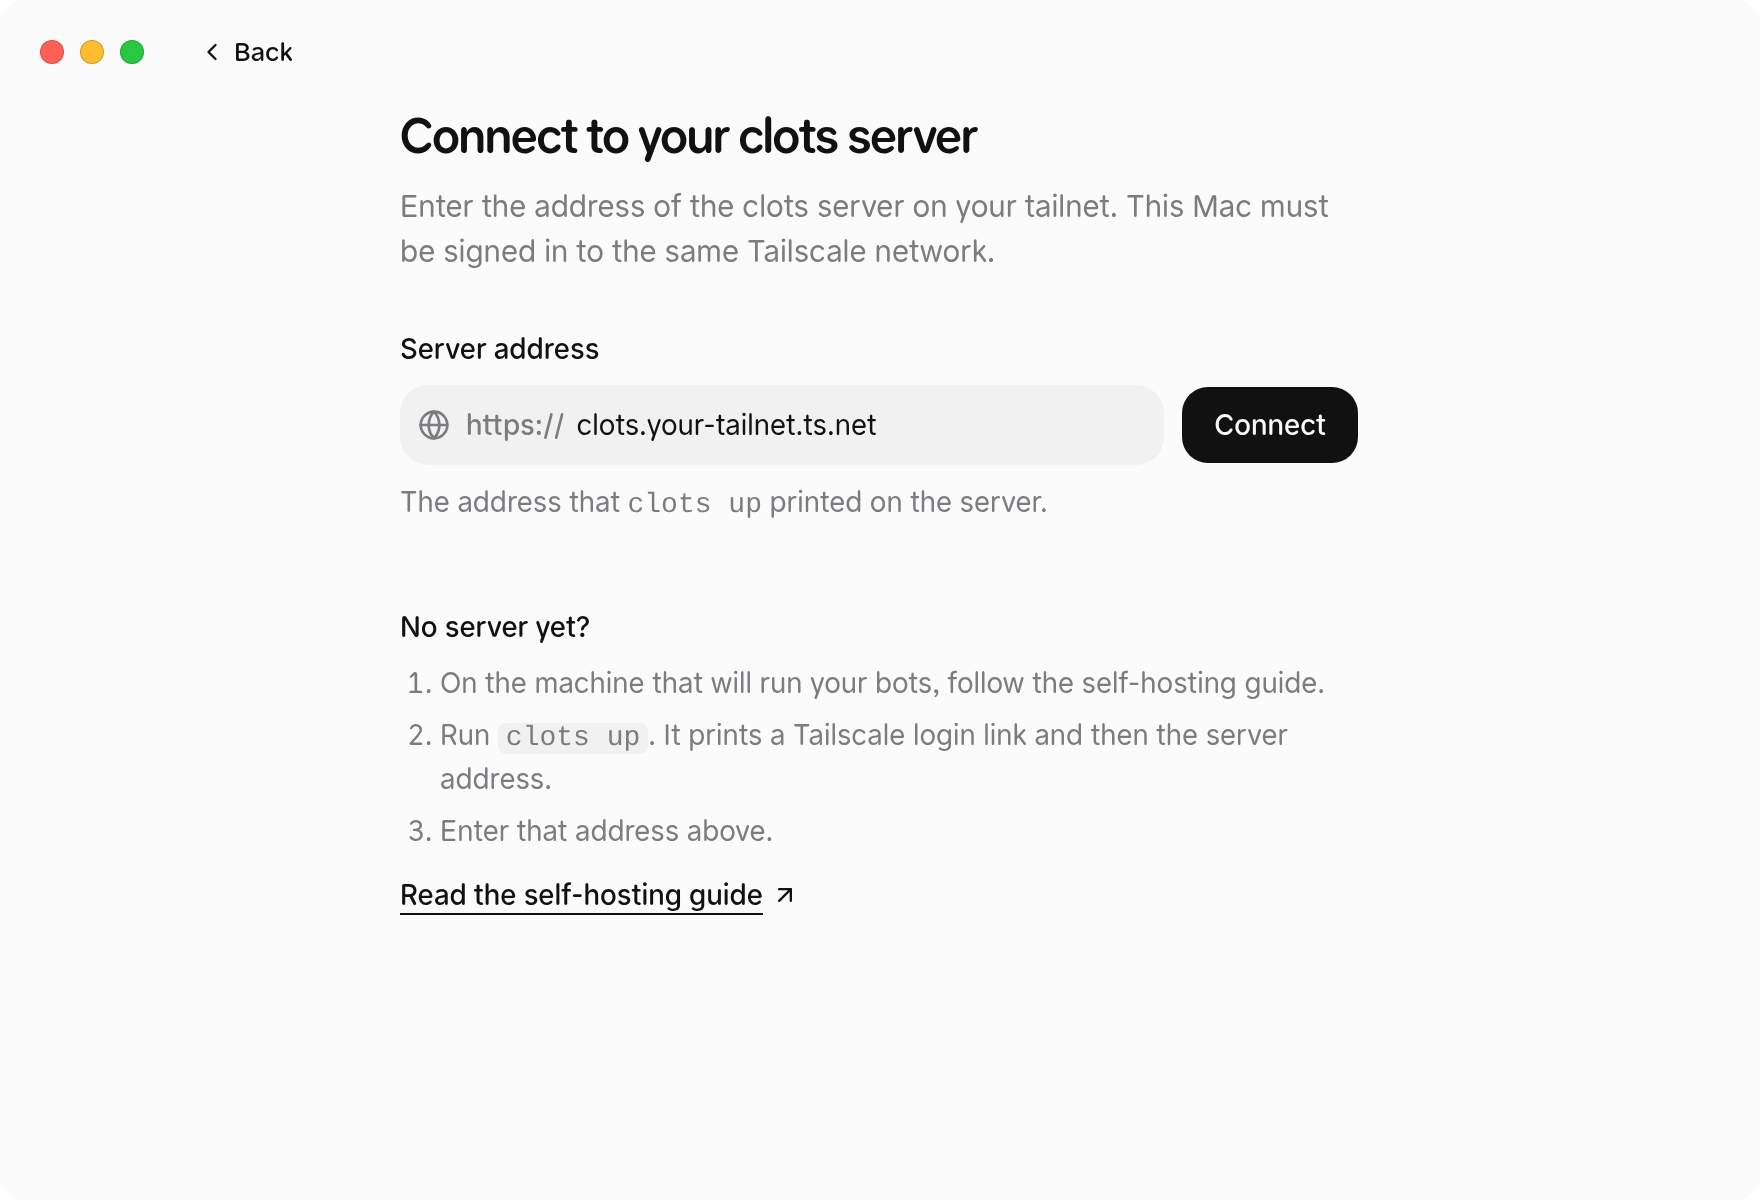 Back
Connect to your clots server
Enter the address of the clots server on your tailnet. This Mac must
be signed in to the same Tailscale network.
Server address
https:// clots.your-tailnet.ts.net
Connect
The address that clots up printed on the server.
No server yet?
1. On the machine that will run your bots, follow the self-hosting guide.
2. Run clots up. It prints a Tailscale login link and then the server
address.
3. Enter that address above.
Read the self-hosting guide